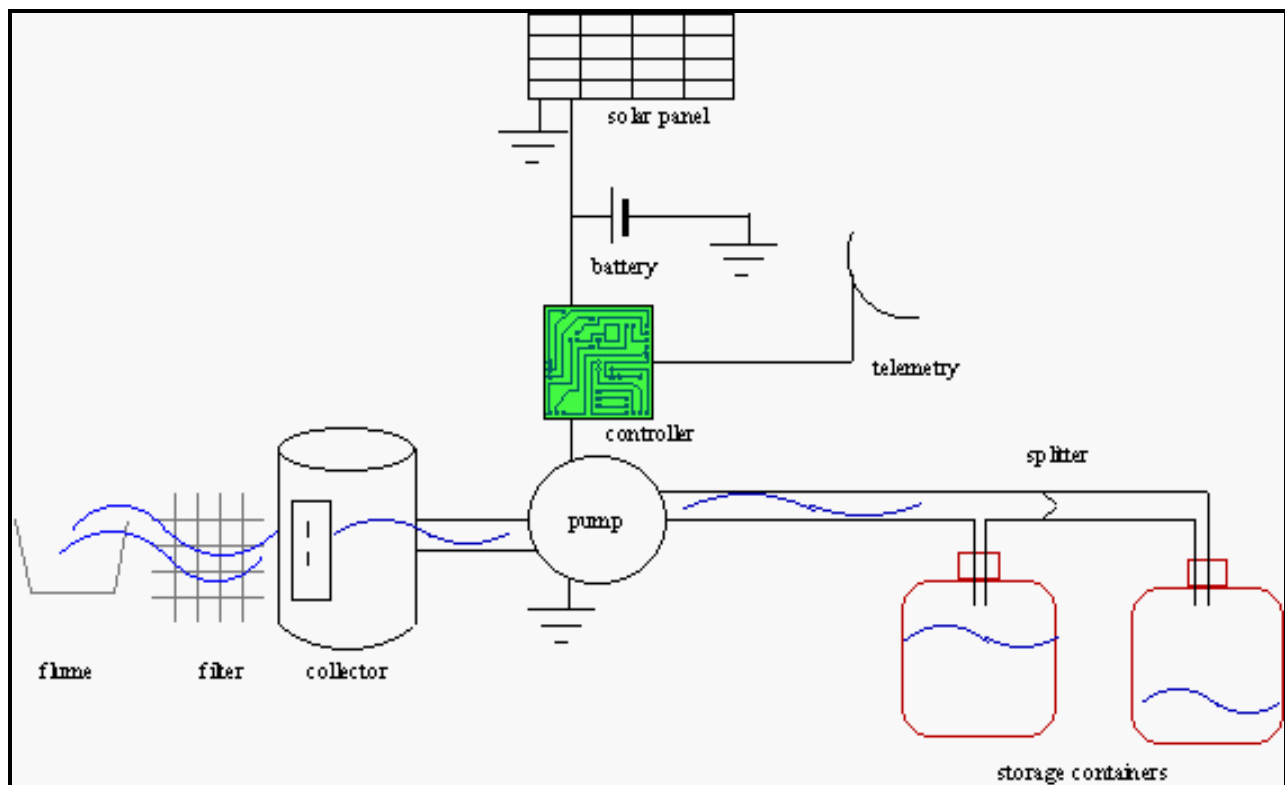 solar panel
battery
telemetry
controller
splitter
pump
flume
filter
collector
storage containers